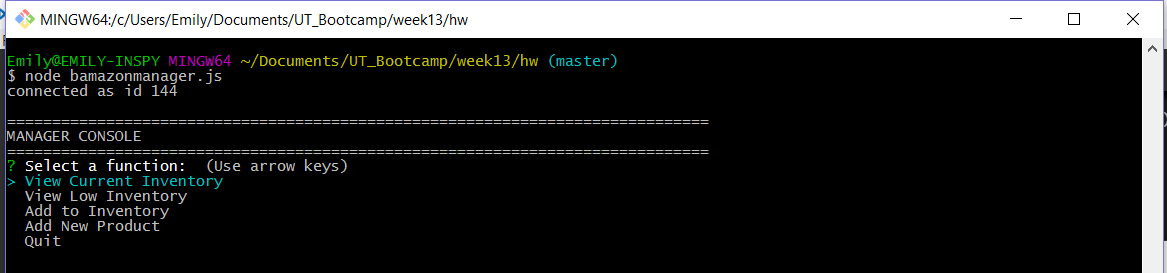 MINGW64:/c/Users/Emily/Documents/UT_Bootcamp/week13/hw
Emily@EMILY-INSPY MINGW64 ~/Documents/UT_Bootcamp/week13/hw (master)
$ node bamazonmanager.js
connected as id 144
==============================================================================
MANAGER CONSOLE
==============================================================================
? Select a function:  (Use arrow keys)
> View Current Inventory
  View Low Inventory
  Add to Inventory
  Add New Product
  Quit